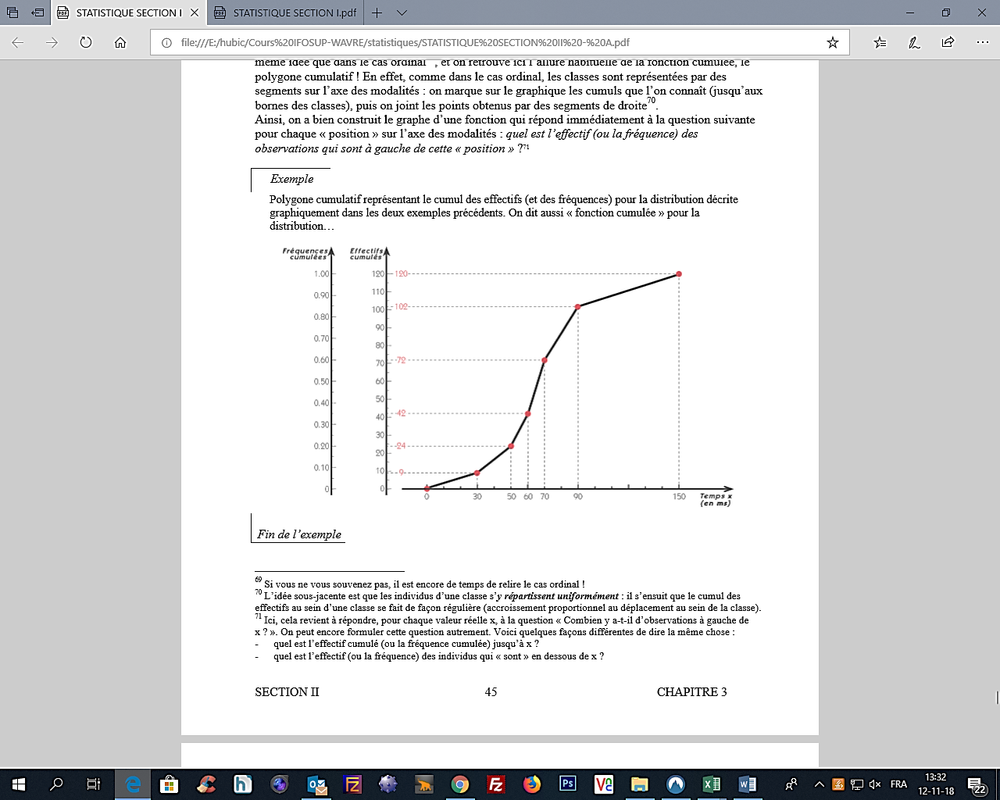 STATISTIQUE SECTION I
STATISTIQUE SECTION I.pdf
file:///E:/hubic/Cours%20IFOSUP-WAVRE/statistiques/STATISTIQUE%20SECTION%20II%20-%20A.pdf
même idée que dans le cas ordinal , et on retrouve ici l'allure habituelle de la fonction cumulée, le
polygone cumulatif ! En effet, comme dans le cas ordinal, les classes sont représentées par des
segments sur l'axe des modalités : on marque sur le graphique les cumuls que l'on connaît (jusqu'aux
bornes des classes), puis on joint les points obtenus par des segments de droite70.
Ainsi, on a bien construit le graphe d'une fonction qui répond immédiatement à la question suivante
pour chaque « position » sur l'axe des modalités : quel est l'effectif (ou la fréquence) des
observations qui sont à gauche de cette « position » ?71
Exemple
Polygone cumulatif représentant le cumul des effectifs (et des fréquences) pour la distribution décrite
graphiquement dans les deux exemples précédents. On dit aussi « fonction cumulée » pour la
distribution…
Fréquences cumulées
Effectifs cumulés
1.00 120 120
110
0.90 102
100
0.80 90
0.70 80
0.60 70 72
60
0.50 50
0.40 40 42
0.30 30
0.20 20 24
0.10 10 9
0 0
0 30 50 60 70 90 150 Temps x
(en ms)
Fin de l'exemple
69 Si vous ne vous souvenez pas, il est encore de temps de relire le cas ordinal !
70 L'idée sous-jacente est que les individus d'une classe s'y répartissent uniformément : il s'ensuit que le cumul des
effectifs au sein d'une classe se fait de façon régulière (accroissement proportionnel au déplacement au sein de la classe).
71 Ici, cela revient à répondre, pour chaque valeur réelle x, à la question « Combien y a-t-il d'observations à gauche de
x ? ». On peut encore formuler cette question autrement. Voici quelques façons différentes de dire la même chose :
- quel est l'effectif cumulé (ou la fréquence cumulée) jusqu'à x ?
- quel est l'effectif (ou la fréquence) des individus qui « sont » en dessous de x ?
SECTION II 45 CHAPITRE 3
FRA
13:32
12-11-18
22